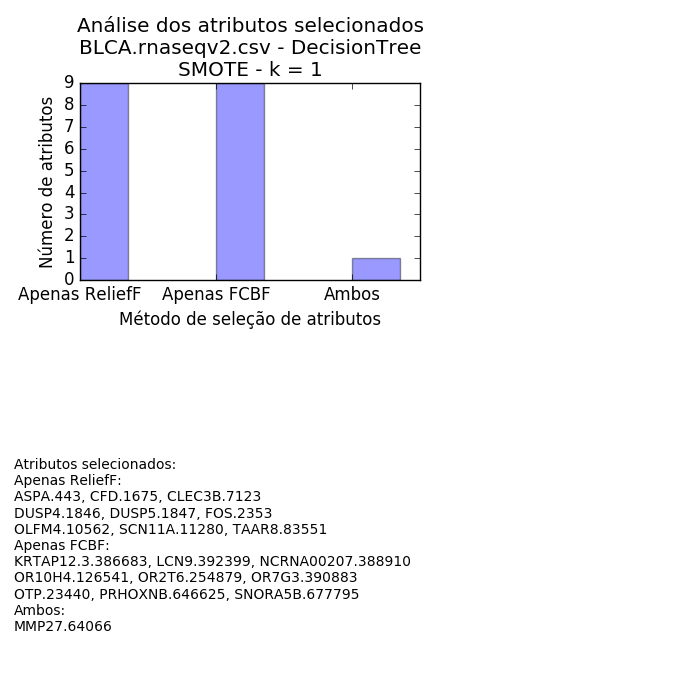 Análise dos atributos selecionados
BLCA.rnaseqv2.csv - DecisionTree
SMOTE - k = 1
9
8
7
6
5
4
3
2
1
0
Número de atributos
Apenas ReliefF
Apenas FCBF
Ambos
Método de seleção de atributos
Atributos selecionados:
Apenas ReliefF:
ASPA.443, CFD.1675, CLEC3B.7123
DUSP4.1846, DUSP5.1847, FOS.2353
OLFM4.10562, SCN11A.11280, TAAR8.83551
Apenas FCBF:
KRTAP12.3.386683, LCN9.392399, NCRNA00207.388910
OR10H4.126541, OR2T6.254879, OR7G3.390883
OTP.23440, PRHOXNB.646625, SNORA5B.677795
Ambos:
MMP27.64066